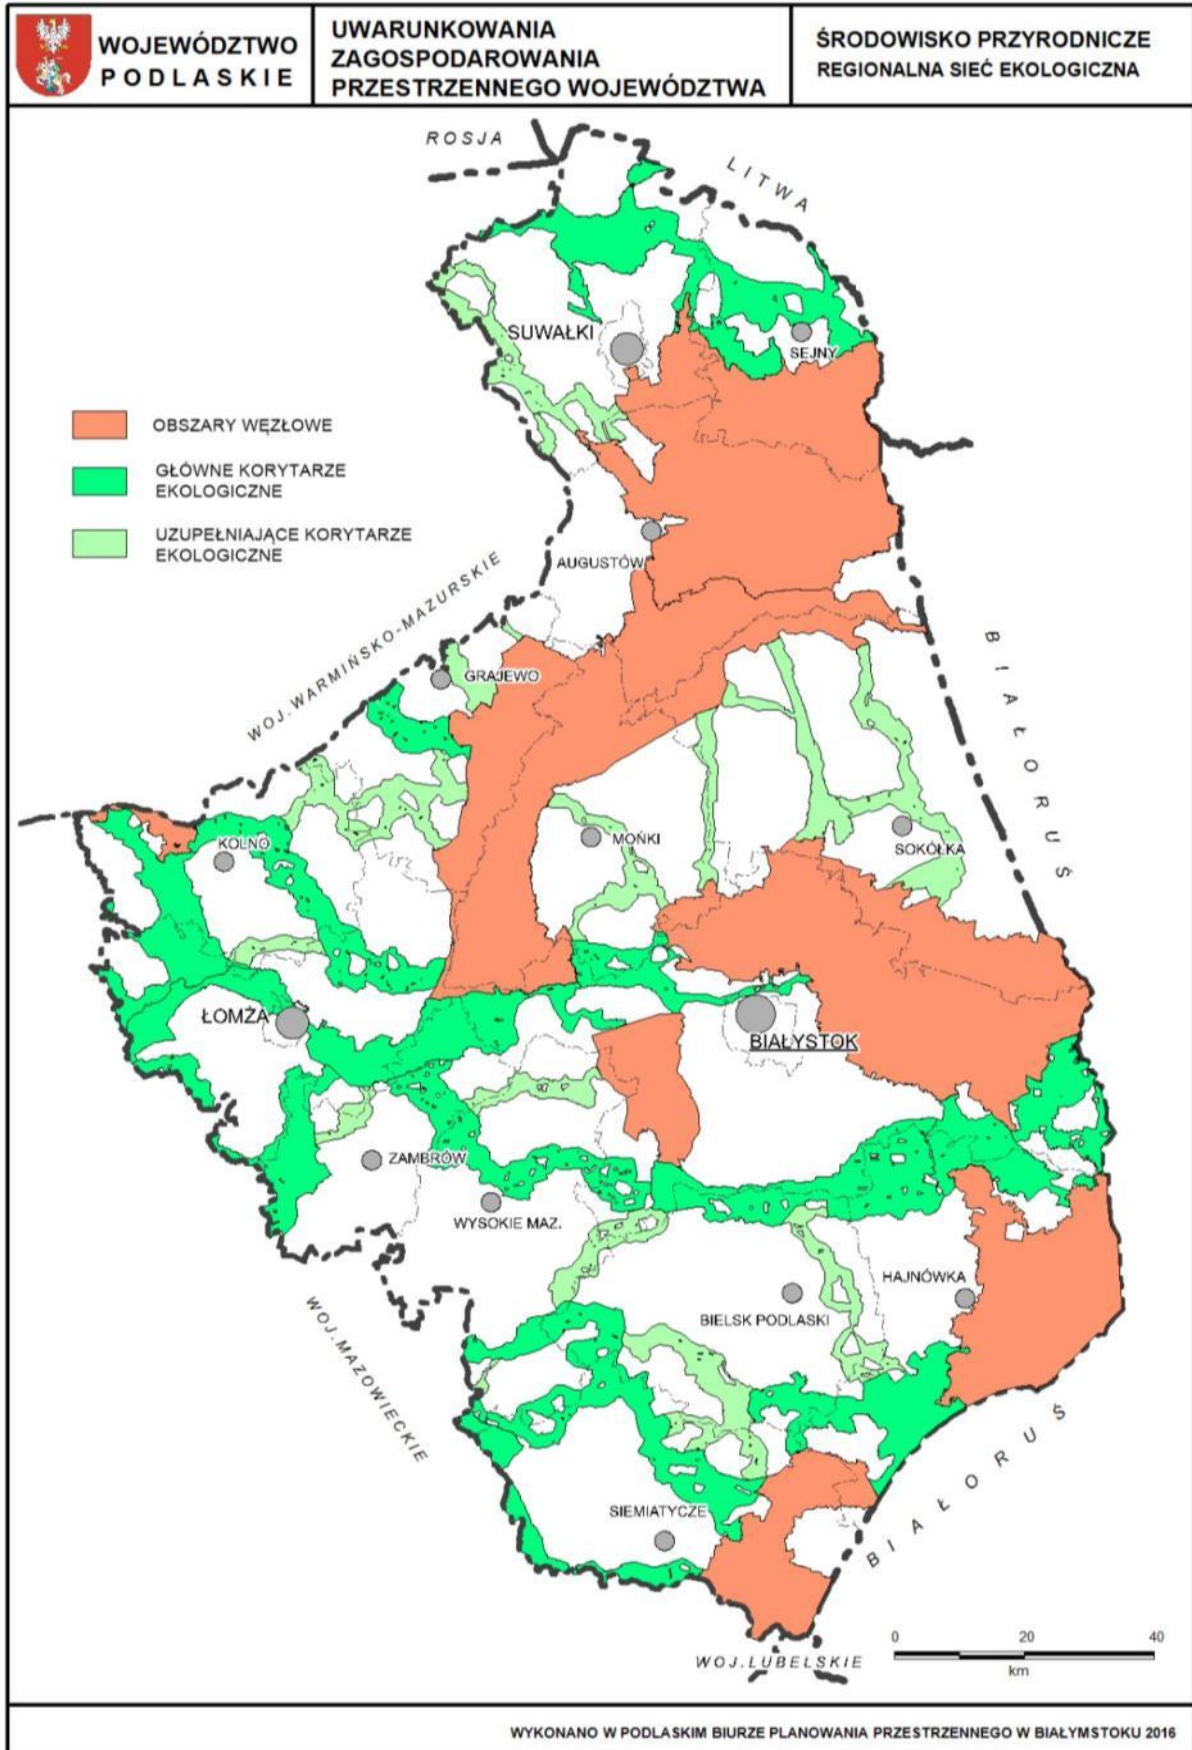 WOJEWÓDZTWO
PODLASKIE
UWARUNKOWANIA
ZAGOSPODAROWANIA
PRZESTRZENNEGO WOJEWÓDZTWA
ŚRODOWISKO PRZYRODNICZE
REGIONALNA SIEĆ EKOLOGICZNA
ROSJA
LITWA
SUWAŁKI
SEJNY
OBSZARY WĘZŁOWE
GŁÓWNE KORYTARZE
EKOLOGICZNE
UZUPEŁNIAJĄCE KORYTARZE
EKOLOGICZNE
AUGUSTÓW
WOJ. WARMIŃSKO-MAZURSKIE
BIAŁORUŚ
GRAJEWO
KOLNO
MOŃKI
SOKÓŁKA
ŁOMŻA
BIAŁYSTOK
ZAMBRÓW
WYSOKIE MAZ.
HAJNÓWKA
BIELSK PODLASKI
WOJ. MAZOWIECKIE
BIAŁORUŚ
SIEMIATYCZE
WOJ. LUBELSKIE
0 20 40
km
WYKONANO W PODLASKIM BIURZE PLANOWANIA PRZESTRZENNEGO W BIAŁYMSTOKU 2016